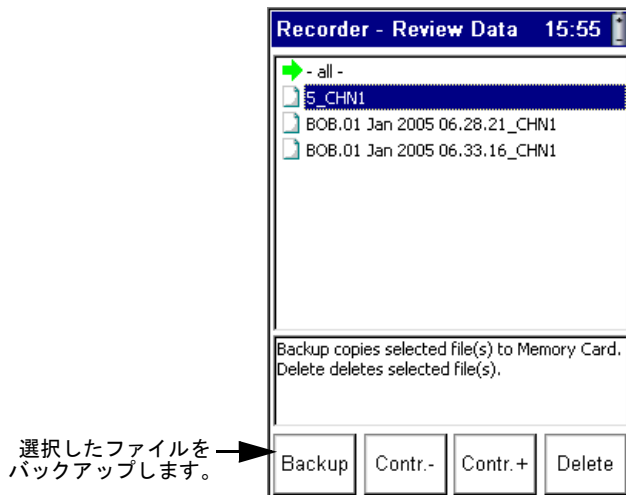 Recorder - Review Data 15:55
- all -
5_CHN1
BOB.01 Jan 2005 06.28.21_CHN1
BOB.01 Jan 2005 06.33.16_CHN1
Backup copies selected file(s) to Memory Card.
Delete deletes selected file(s).
選択したファイルを
バックアップします。
Backup Contr.- Contr.+ Delete